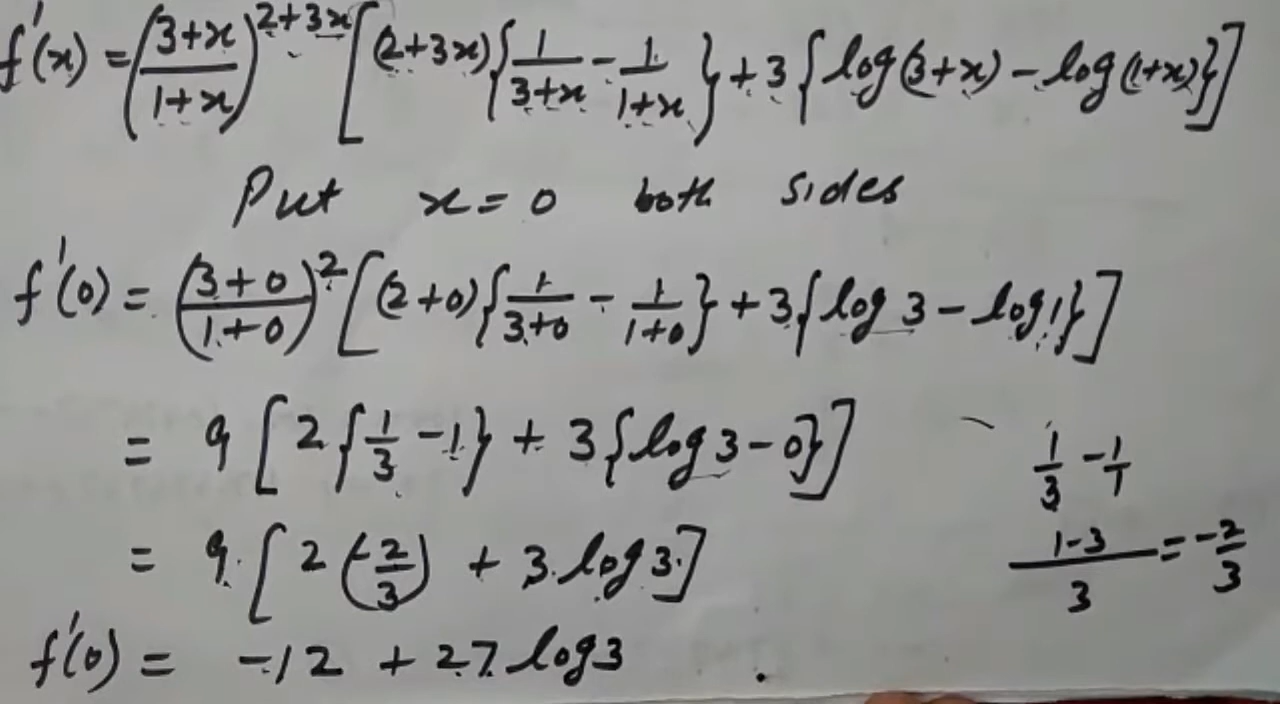 f'(x) = ((3+x)/(1+x))^(2+3x) [(2+3x){1/(3+x) - 1/(1+x)} + 3{log(3+x) - log(1+x)}]
Put x=0 both sides
f'(0) = ((3+0)/(1+0))^2 [(2+0){1/(3+0) - 1/(1+0)} + 3{log 3 - log 1}]
= 9 [2{1/3 - 1} + 3{log 3 - 0}]
1/3 - 1/1
= 9 [2(-2/3) + 3 log 3]
(1-3)/3 = -2/3
f'(0) = -12 + 27 log 3